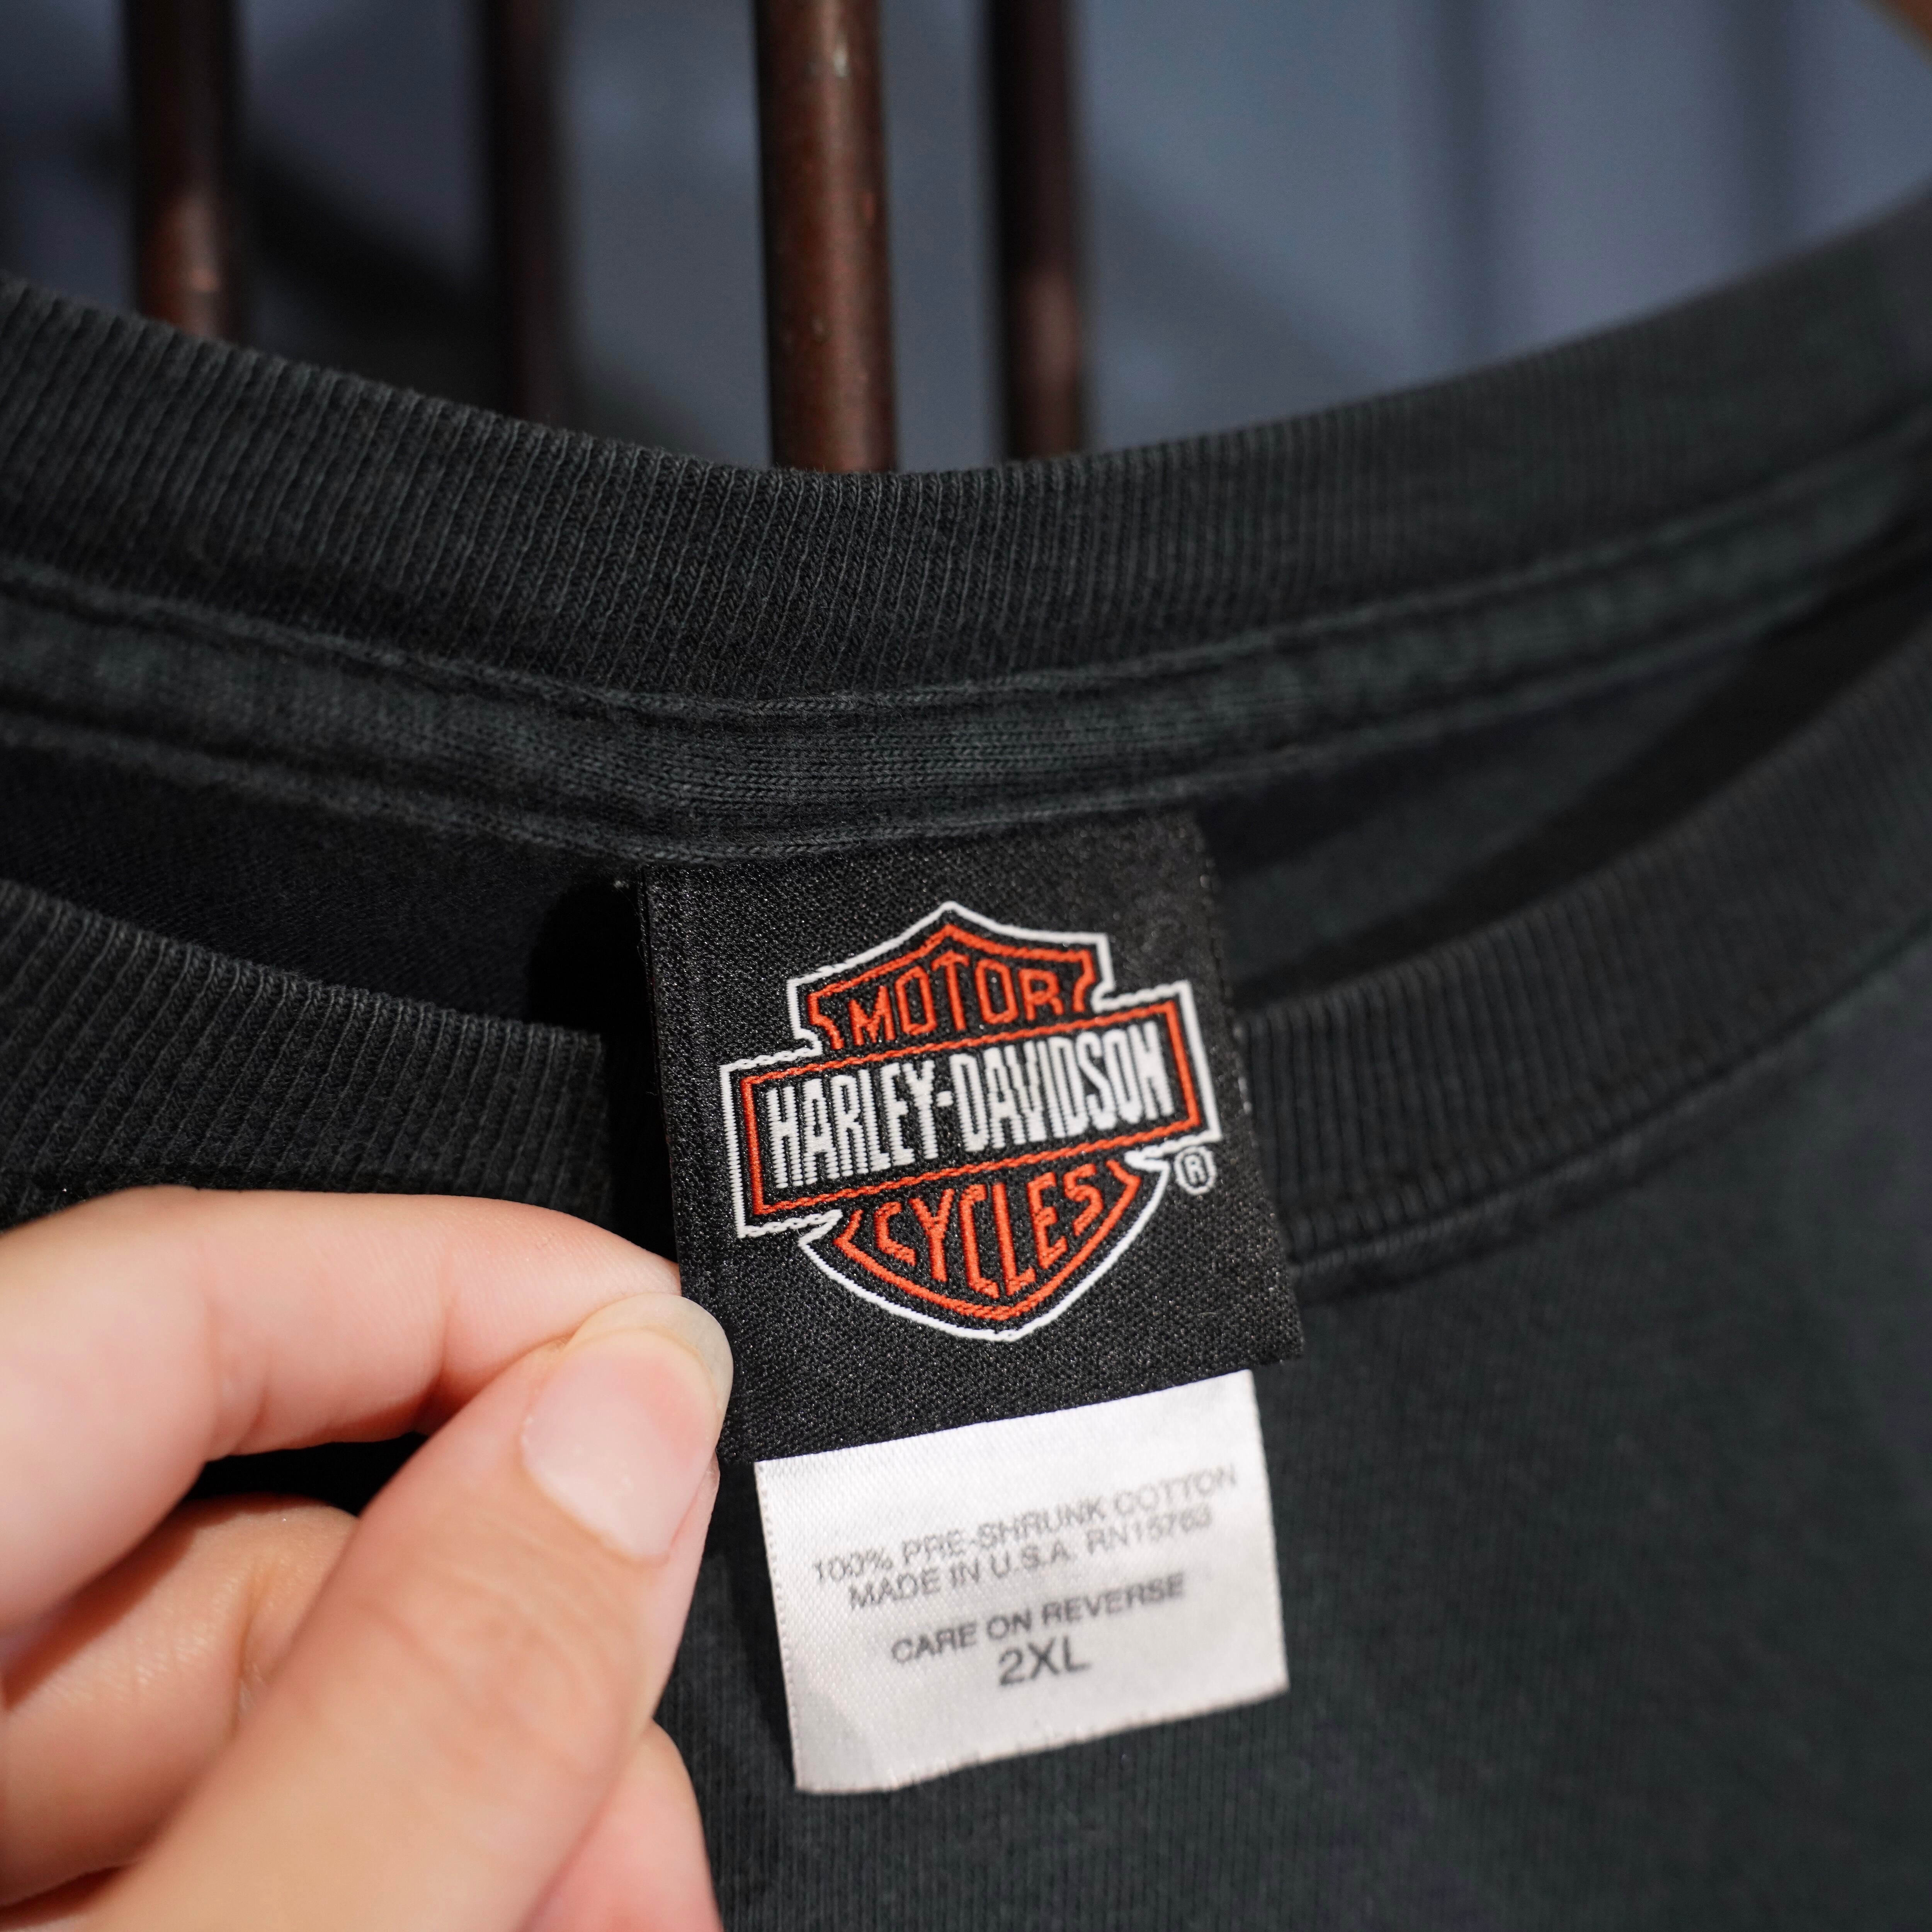 MOTOR
HARLEY-DAVIDSON
CYCLES ®
100% PRE-SHRUNK COTTON
MADE IN U.S.A. RN15763
CARE ON REVERSE
2XL